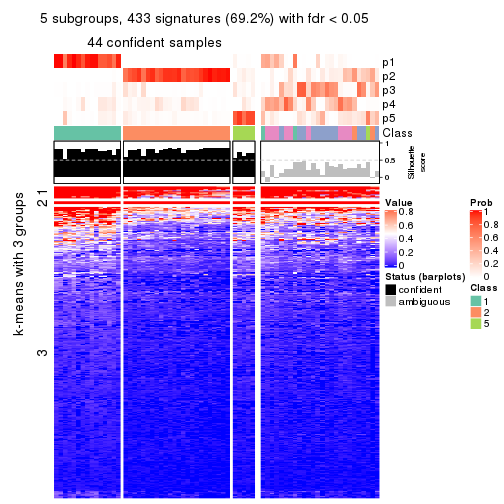 5 subgroups, 433 signatures (69.2%) with fdr < 0.05
44 confident samples
p1
p2
p3
p4
p5
Class
1
0.5
0
Silhouette
score
k-means with 3 groups
1
2
3
Value
0.8
0.6
0.4
0.2
0
Status (barplots)
confident
ambiguous
Prob
1
0.8
0.6
0.4
0.2
0
Class
1
2
5